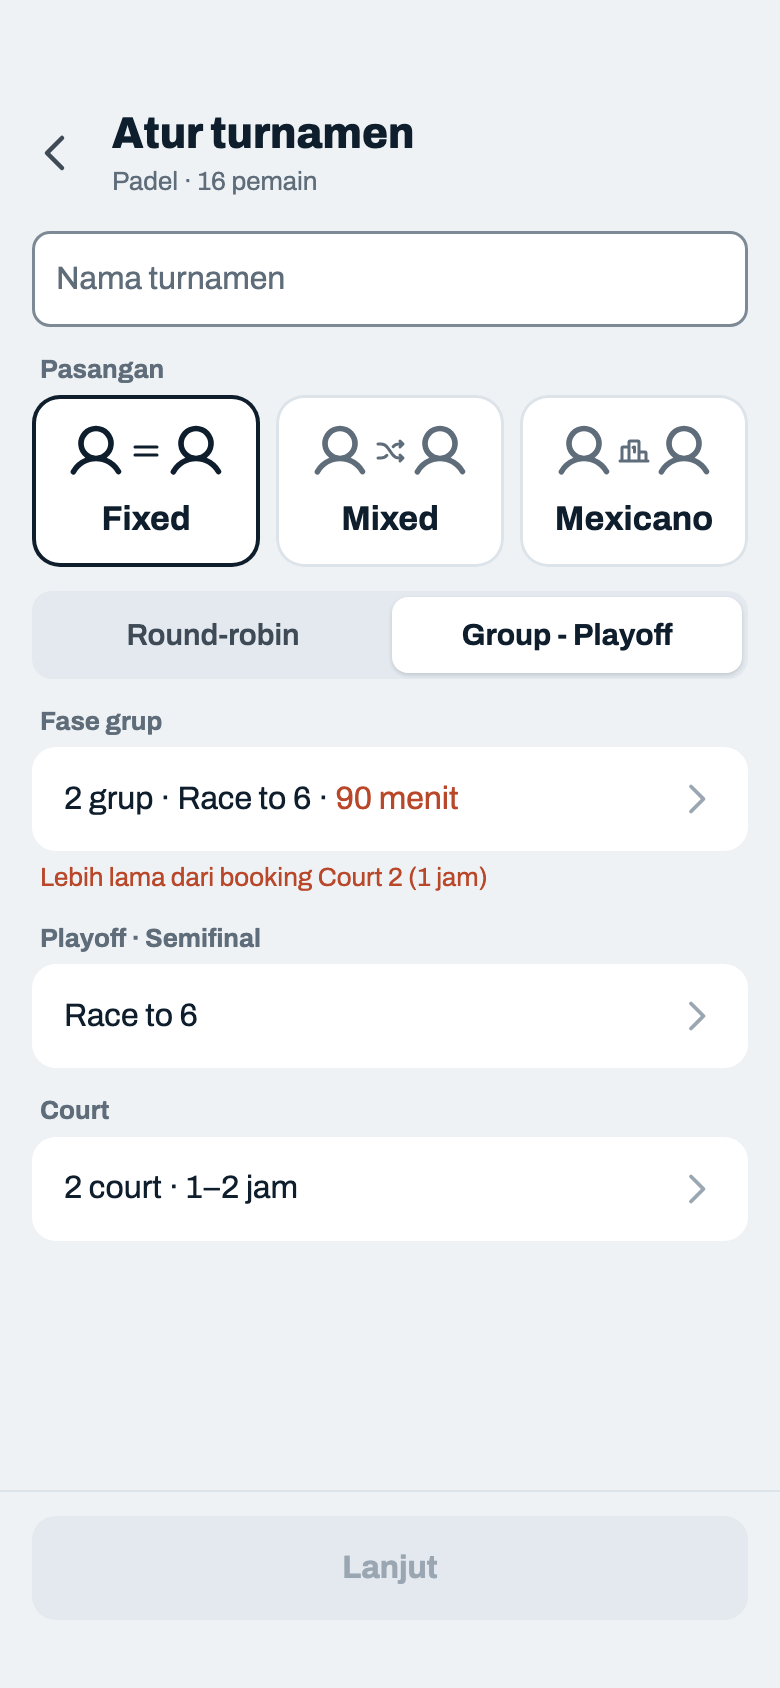 Atur turnamen
Padel · 16 pemain
Nama turnamen
Pasangan
Fixed
Mixed
Mexicano
Round-robin
Group - Playoff
Fase grup
2 grup · Race to 6 · 90 menit
Lebih lama dari booking Court 2 (1 jam)
Playoff · Semifinal
Race to 6
Court
2 court · 1–2 jam
Lanjut